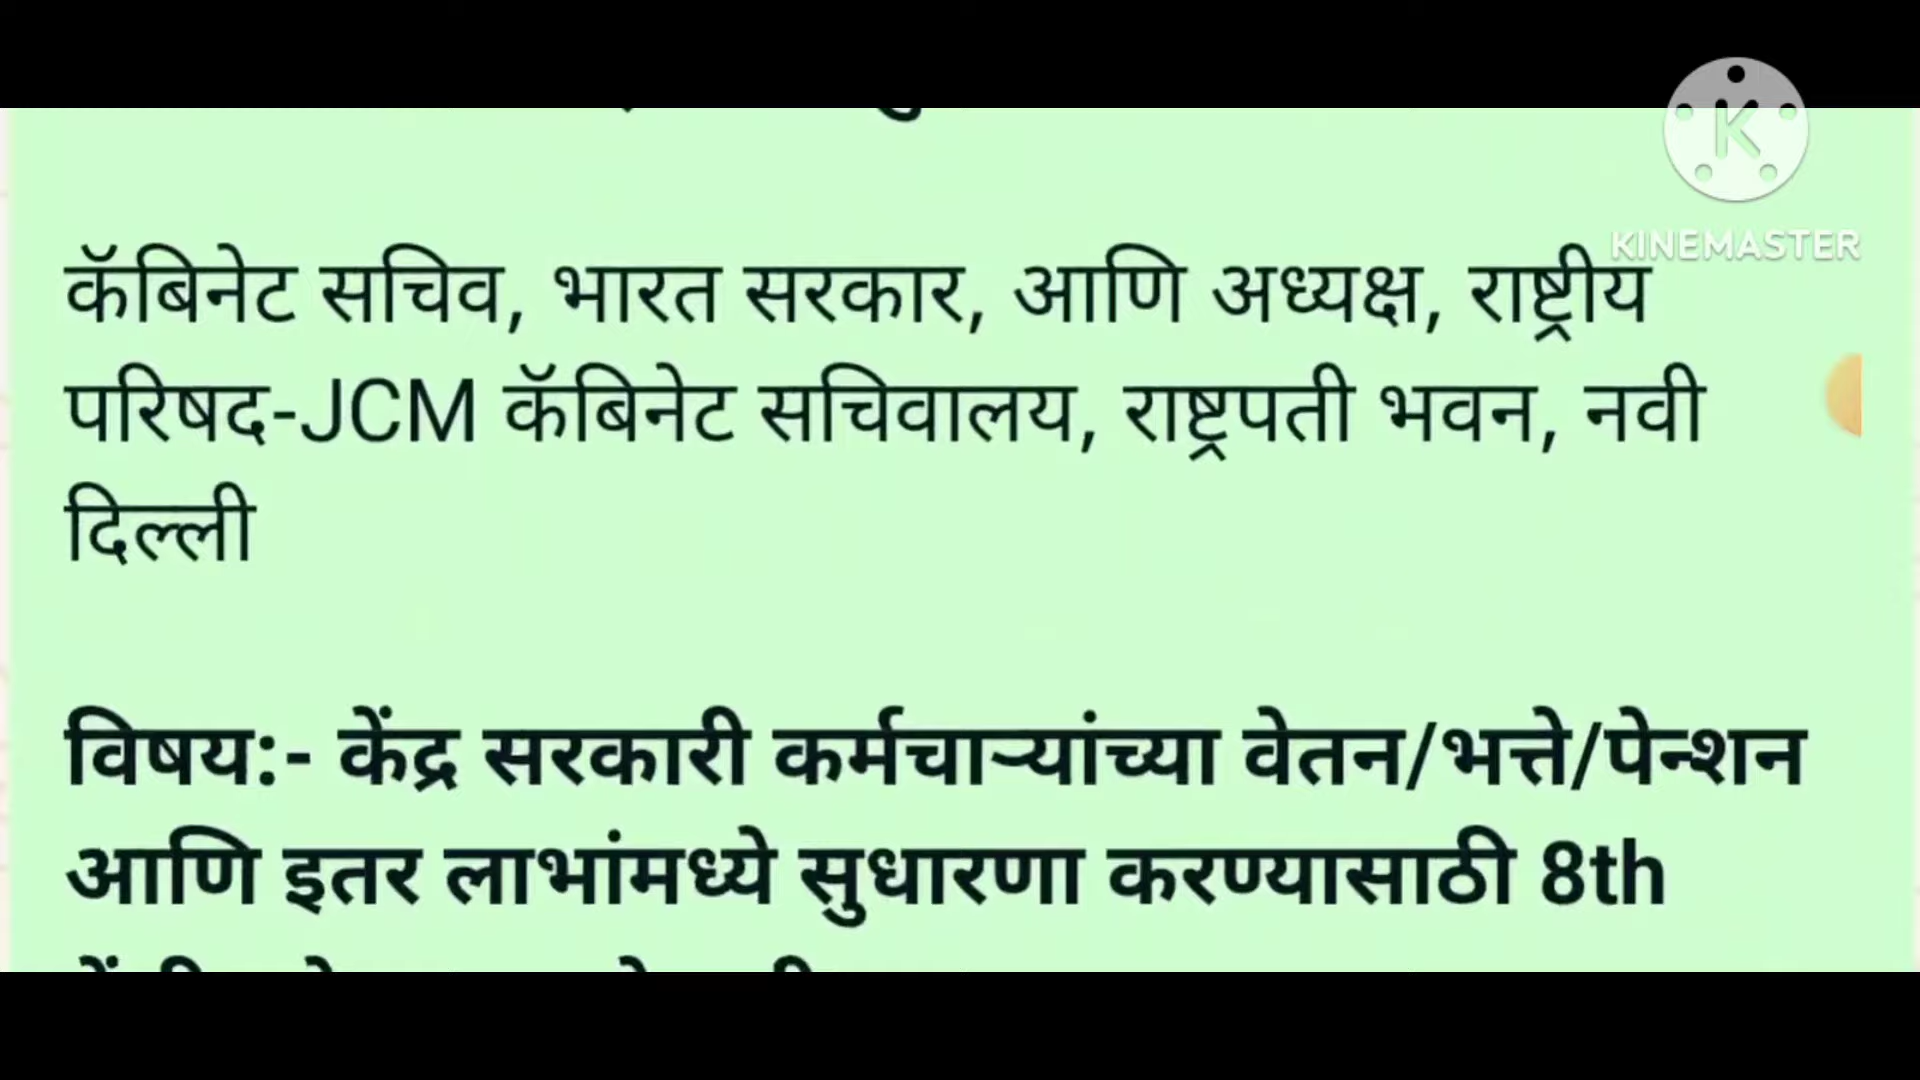 KINEMASTER
कॅबिनेट सचिव, भारत सरकार, आणि अध्यक्ष, राष्ट्रीय
परिषद-JCM कॅबिनेट सचिवालय, राष्ट्रपती भवन, नवी
दिल्ली
विषय:- केंद्र सरकारी कर्मचाऱ्यांच्या वेतन/भत्ते/पेन्शन
आणि इतर लाभांमध्ये सुधारणा करण्यासाठी 8th